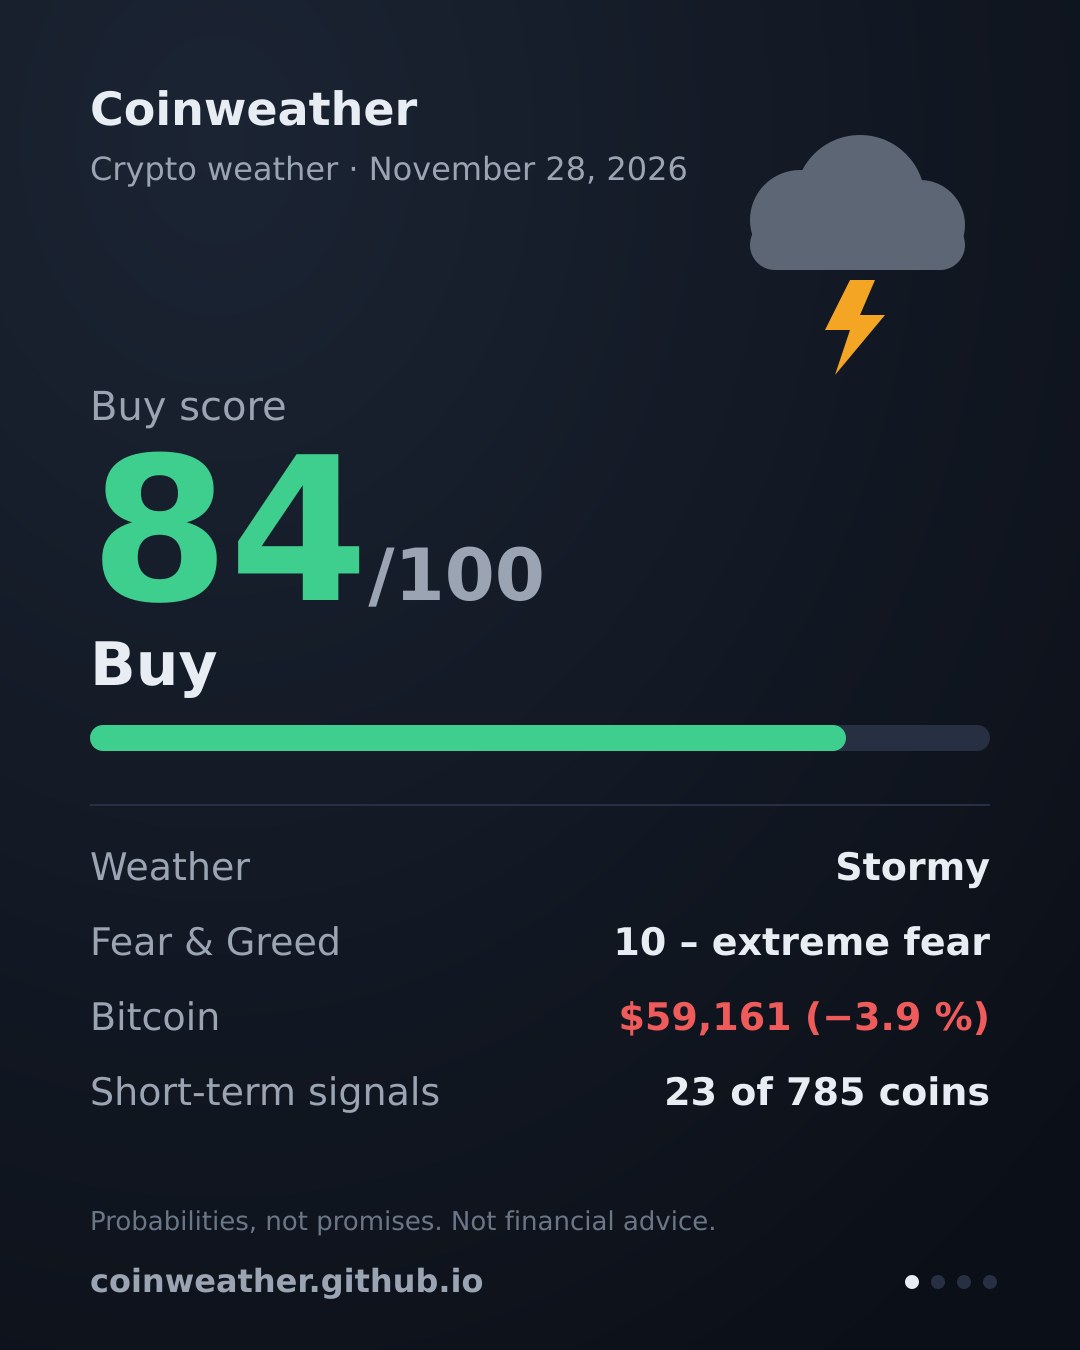 Coinweather
Crypto weather · November 28, 2026
Buy score
84/100
Buy
Weather Stormy
Fear & Greed 10 – extreme fear
Bitcoin $59,161 (−3.9 %)
Short-term signals 23 of 785 coins
Probabilities, not promises. Not financial advice.
coinweather.github.io